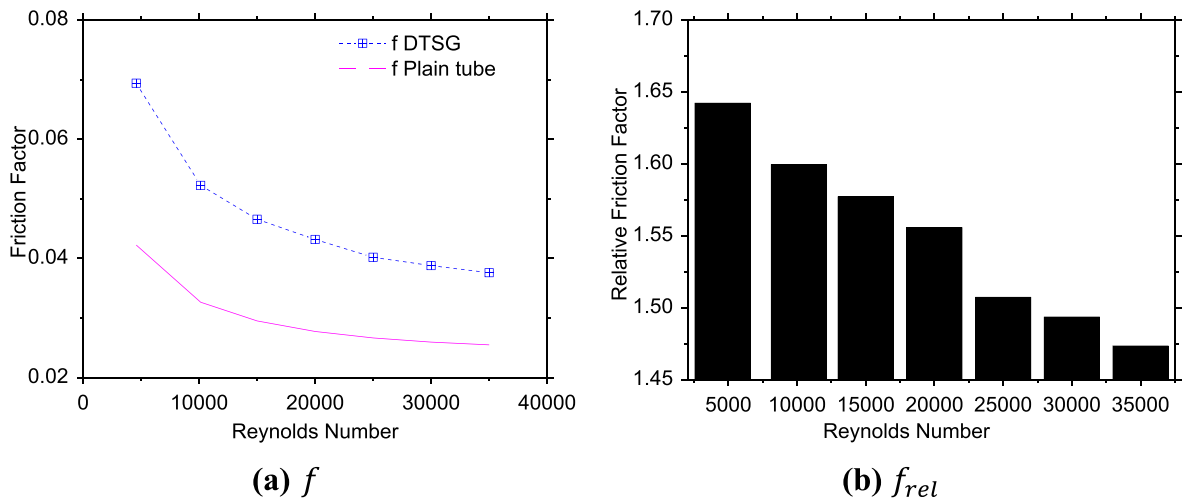 0.08
0.06
0.04
0.02
Friction Factor
f DTSG
f Plain tube
0
10000
20000
30000
40000
Reynolds Number
(a) f
1.70
1.65
1.60
1.55
1.50
1.45
Relative Friction Factor
5000
10000
15000
20000
25000
30000
35000
Reynolds Number
(b) f_rel